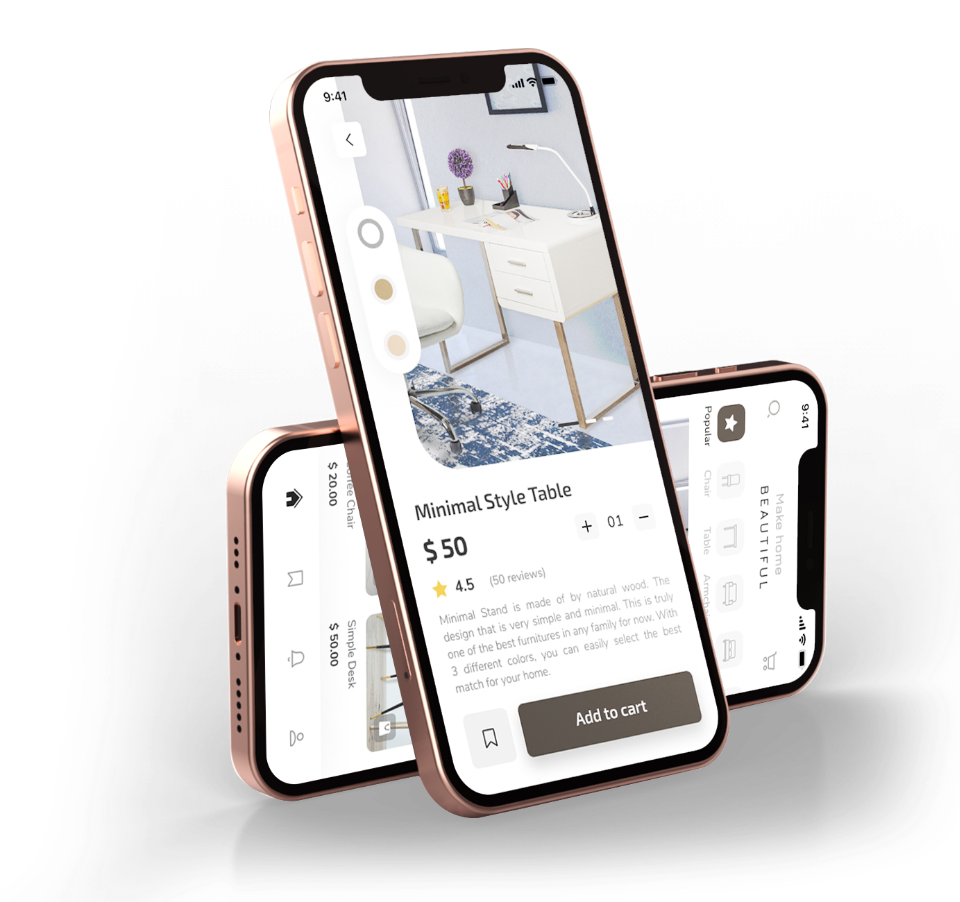 9:41
Minimal Style Table
$ 50
+ 01 −
4.5 (50 reviews)
Minimal Stand is made of by natural wood. The
design that is very simple and minimal. This is truly
one of the best furnitures in any family for now. With
3 different colors, you can easily select the best
match for your home.
Add to cart
9:41
Make home
BEAUTIFUL
Popular
Chair
Table
Chair
$ 20.00
Simple Desk
$ 50.00